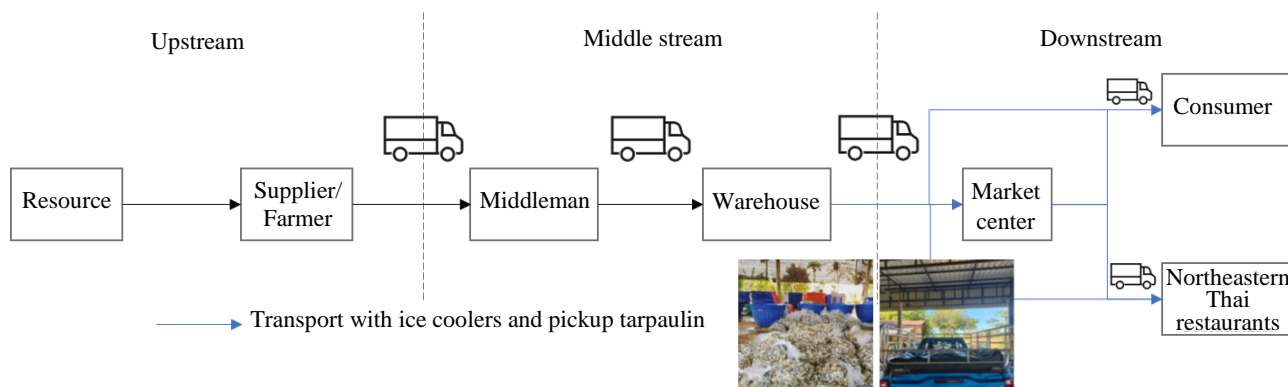 Upstream
Middle stream
Downstream
Consumer
Resource
Supplier/
Farmer
Middleman
Warehouse
Market
center
Northeastern
Thai
restaurants
Transport with ice coolers and pickup tarpaulin